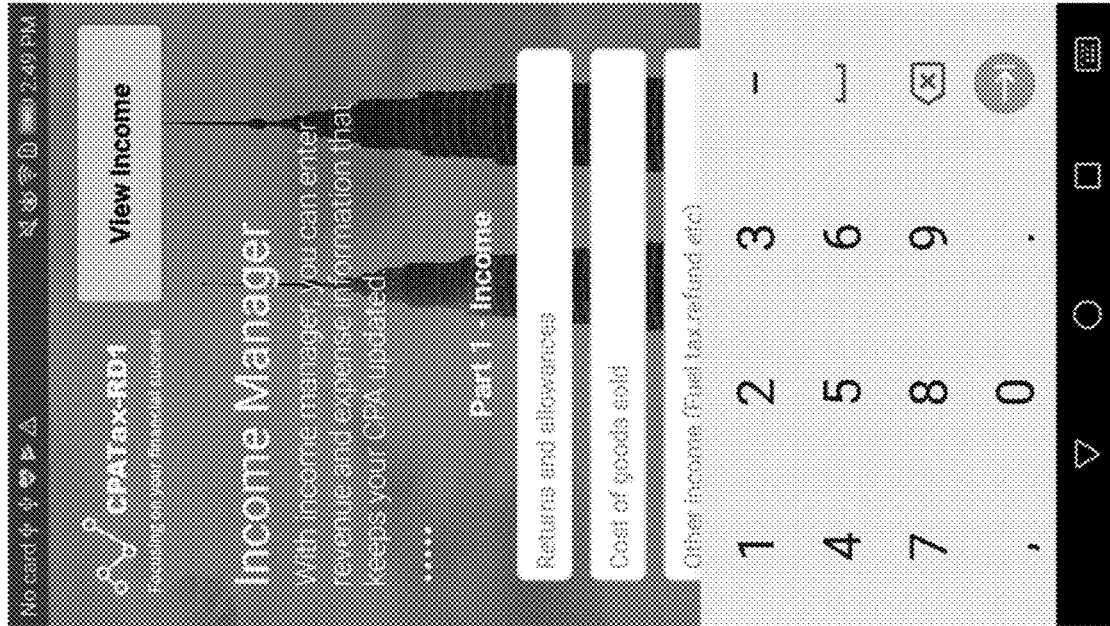 No card 2:49 PM
CPATax-RD1
View Income
Income Manager
With income manager, you can enter
revenue and expense information that
keeps your CPA updated
Part I - Income
Returns and allowances
Cost of goods sold
Other income (Fuel tax refund etc)
1 2 3 -
4 5 6
7 8 9
, 0 .